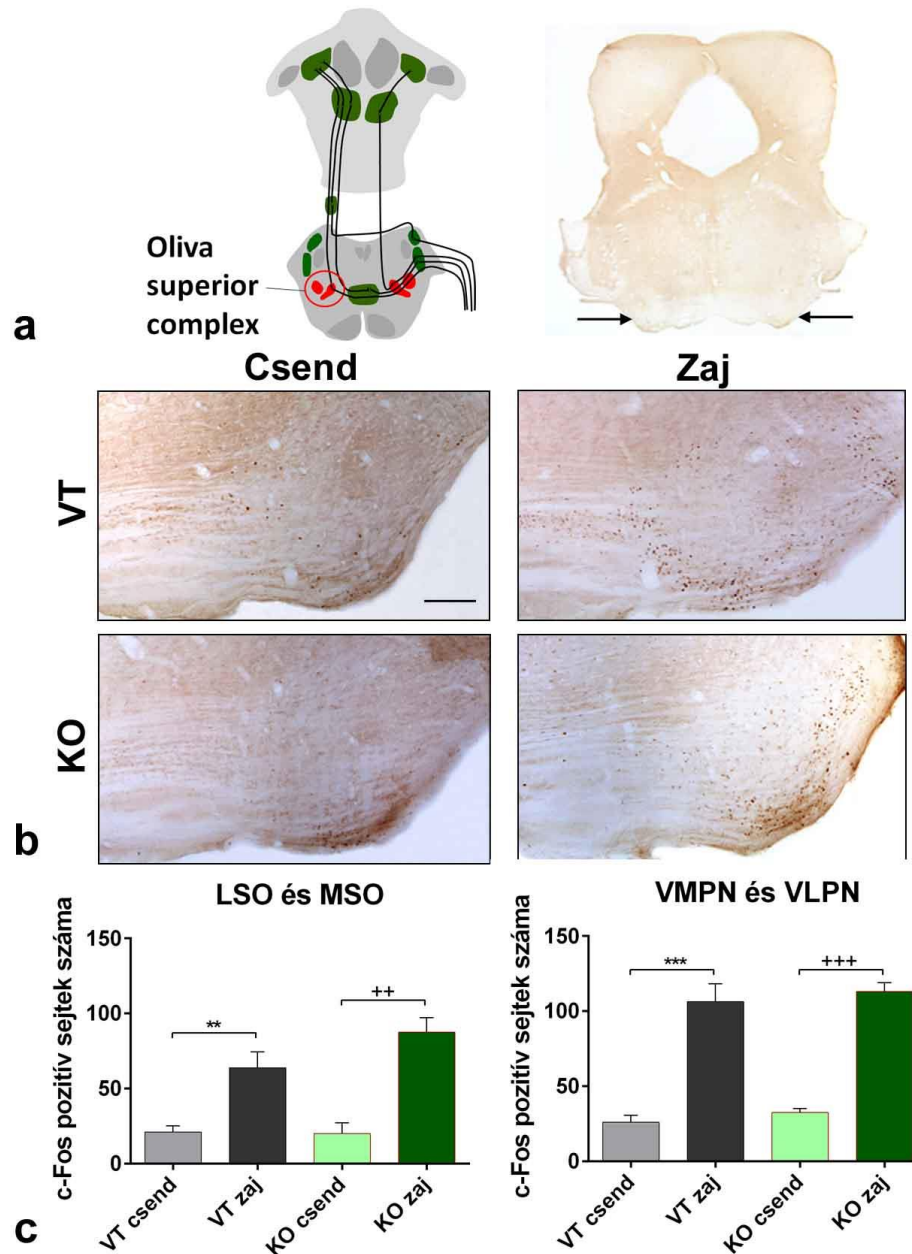 Oliva
superior
complex
a
Csend
Zaj
VT
KO
b
LSO és MSO
c-Fos pozitív sejtek száma
150
100
50
0
**
++
VT csend
VT zaj
KO csend
KO zaj
VMPN és VLPN
c-Fos pozitív sejtek száma
150
100
50
0
***
+++
VT csend
VT zaj
KO csend
KO zaj
c